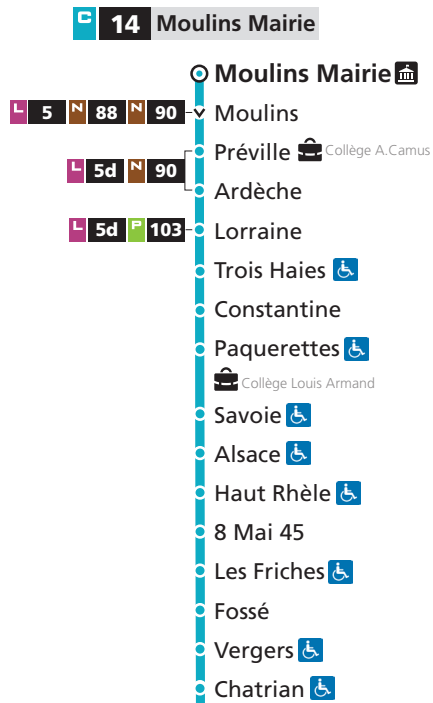 C 14 Moulins Mairie
Moulins Mairie
L 5 N 88 N 90 Moulins
Préville Collège A.Camus
L 5d N 90
Ardèche
L 5d P 103 Lorraine
Trois Haies
Constantine
Paquerettes
Collège Louis Armand
Savoie
Alsace
Haut Rhèle
8 Mai 45
Les Friches
Fossé
Vergers
Chatrian